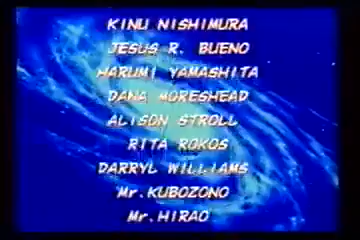 KINU NISHIMURA
JESUS R. BUENO
HARUMI YAMASHITA
DANA MORESHEAD
ALISON STROLL
RITA ROKOS
DARRYL WILLIAMS
Mr.KUBOZONO
Mr.HIRAO